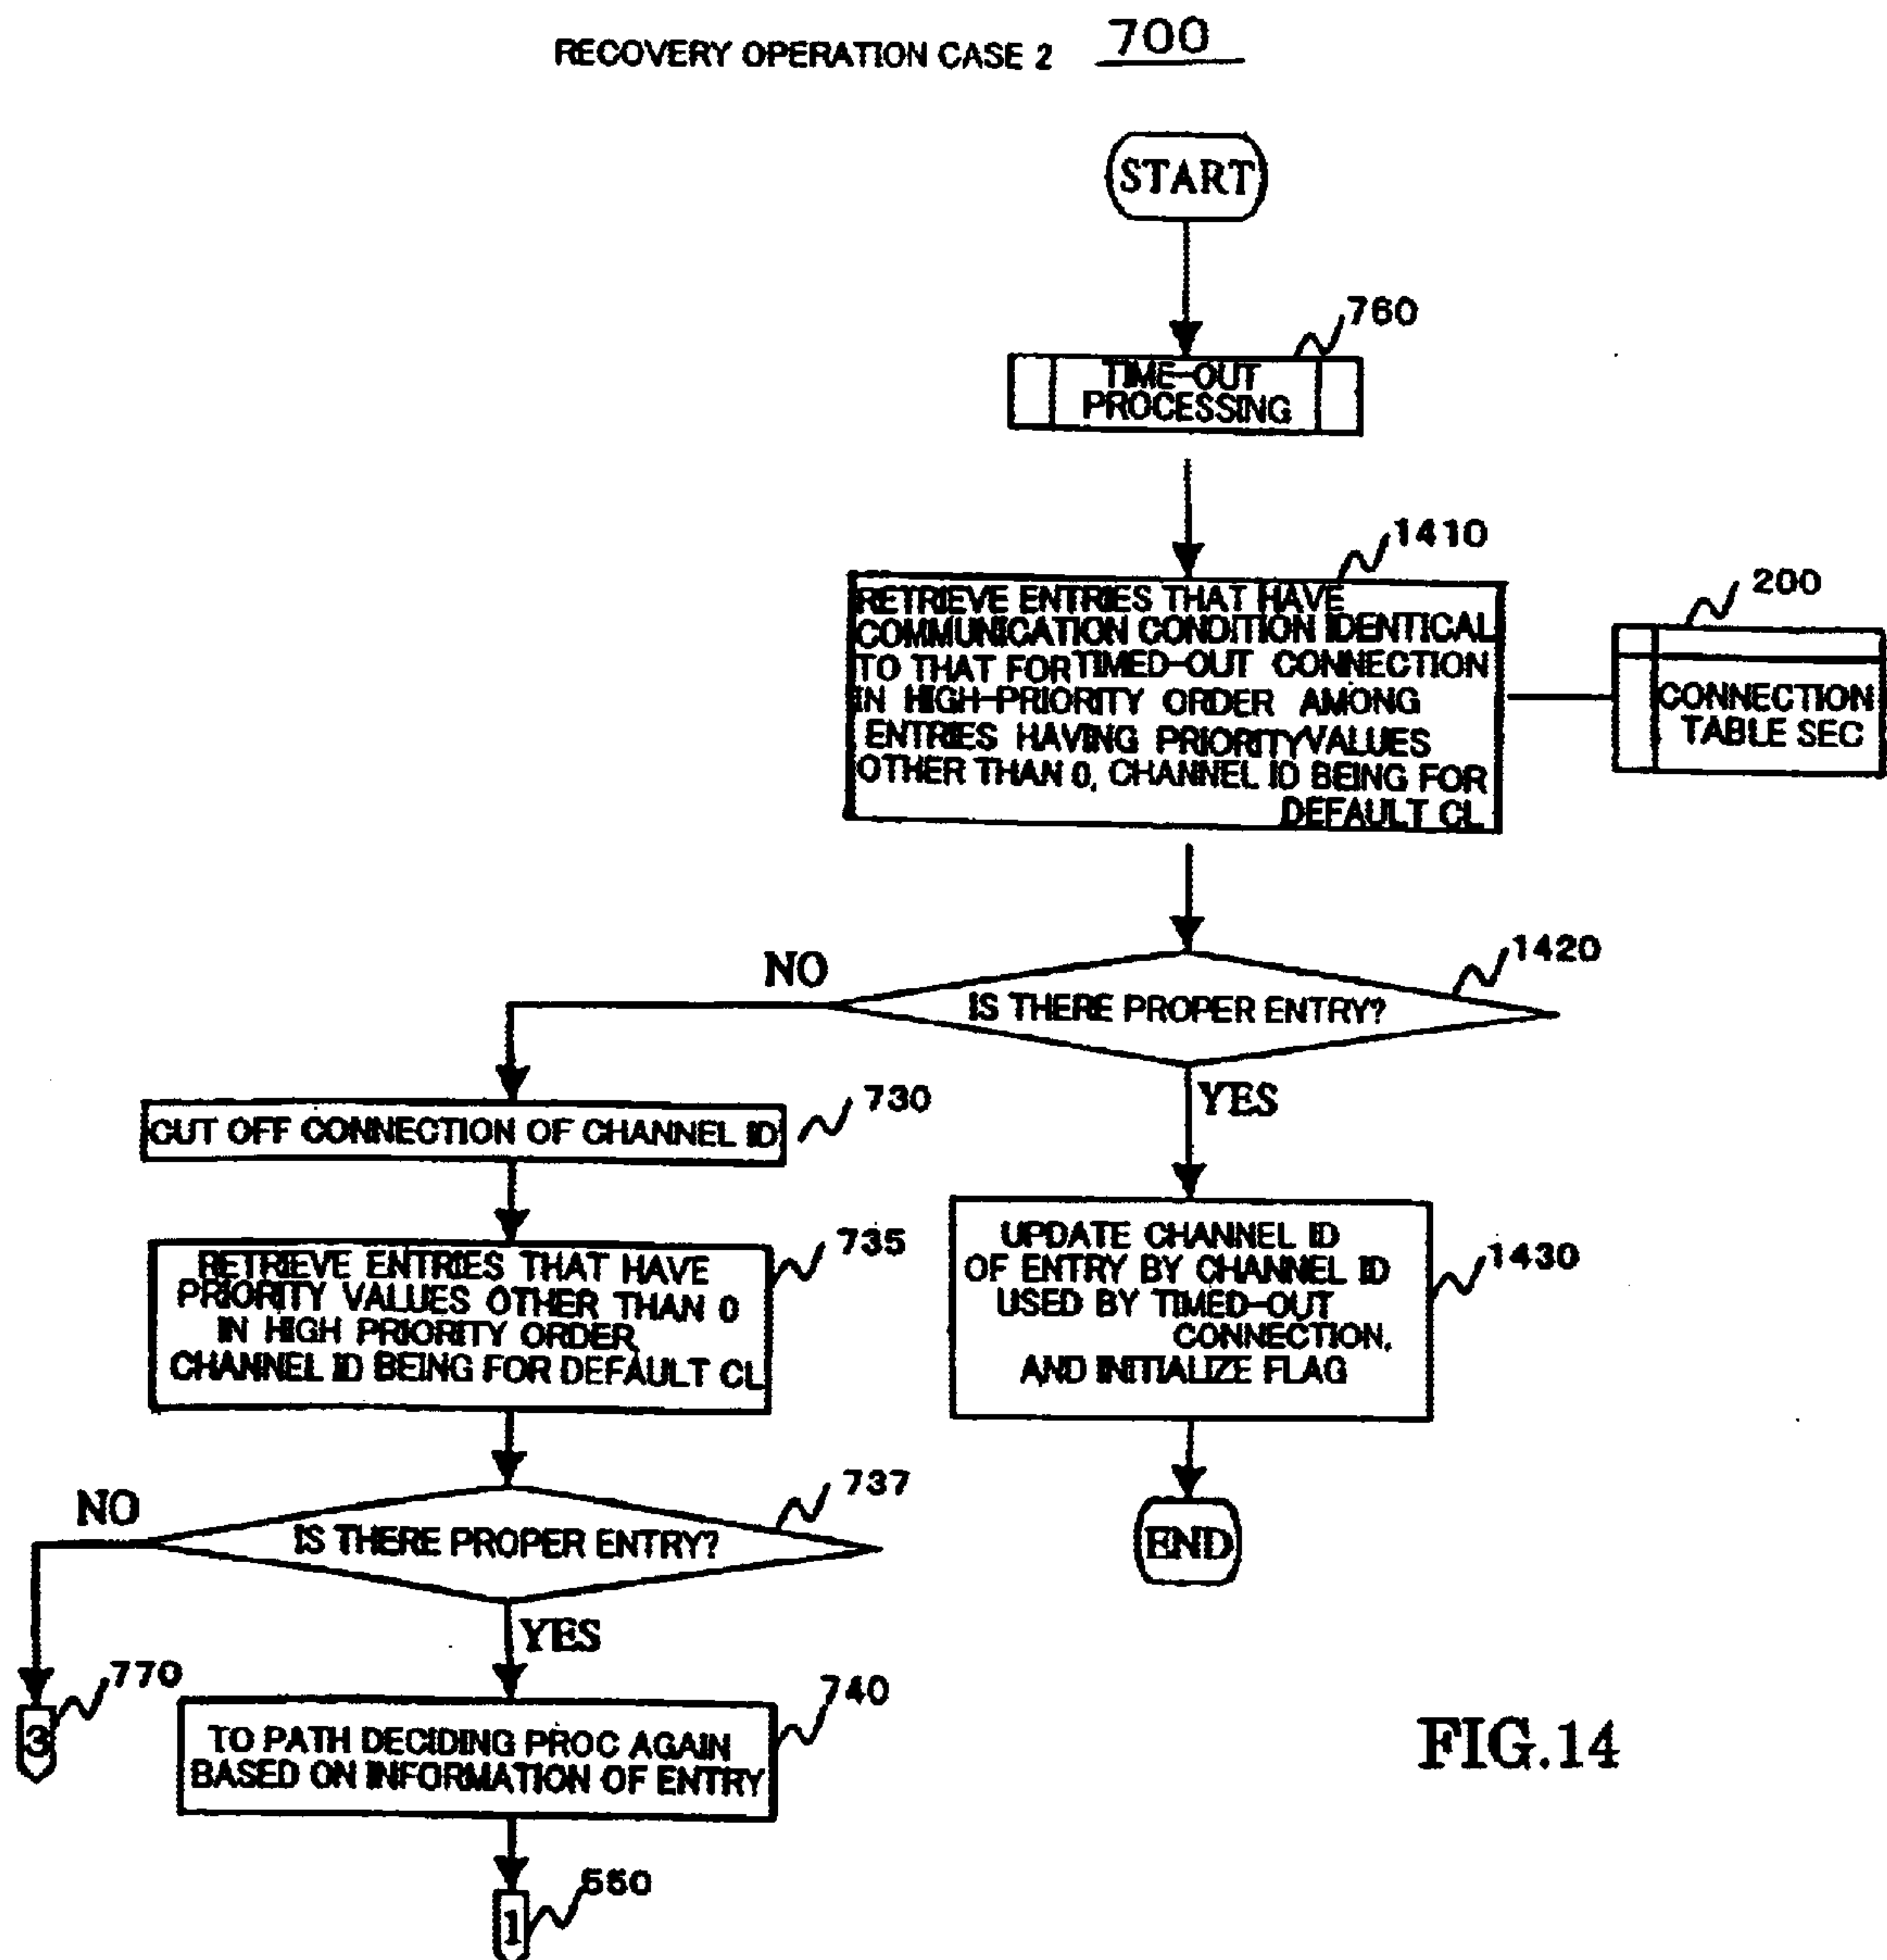 RECOVERY OPERATION CASE 2 700
START
760
TIME-OUT
PROCESSING
1410
RETRIEVE ENTRIES THAT HAVE
COMMUNICATION CONDITION IDENTICAL
TO THAT FOR TIMED-OUT CONNECTION
IN HIGH-PRIORITY ORDER AMONG
ENTRIES HAVING PRIORITY VALUES
OTHER THAN 0, CHANNEL ID BEING FOR
DEFAULT CL
200
CONNECTION
TABLE SEC
1420
IS THERE PROPER ENTRY?
NO
YES
730
CUT OFF CONNECTION OF CHANNEL ID
1430
UPDATE CHANNEL ID
OF ENTRY BY CHANNEL ID
USED BY TIMED-OUT
CONNECTION,
AND INITIALIZE FLAG
END
735
RETRIEVE ENTRIES THAT HAVE
PRIORITY VALUES OTHER THAN 0
IN HIGH PRIORITY ORDER,
CHANNEL ID BEING FOR DEFAULT CL
737
IS THERE PROPER ENTRY?
NO
YES
770
3
740
TO PATH DECIDING PROC AGAIN
BASED ON INFORMATION OF ENTRY
550
1
FIG.14